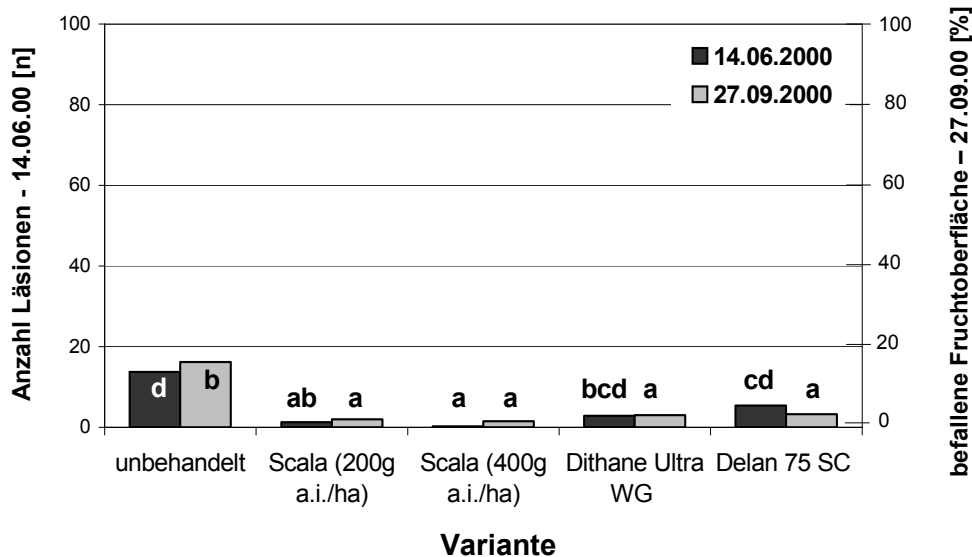 Anzahl Läsionen - 14.06.00 [n]
100
80
60
40
20
0
14.06.2000
27.09.2000
d
b
ab
a
a
a
bcd
a
cd
a
100
80
60
40
20
0
befallene Fruchtoberfläche – 27.09.00 [%]
unbehandelt
Scala (200g
a.i./ha)
Scala (400g
a.i./ha)
Dithane Ultra
WG
Delan 75 SC
Variante